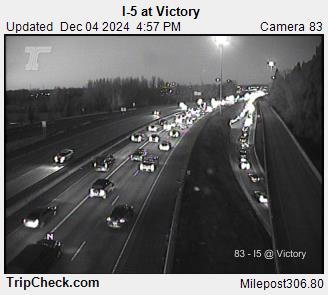 I-5 at Victory
Updated Dec 04 2024 4:57 PM Camera 83
N
83 - I5 @ Victory
TripCheck.com Milepost306.80